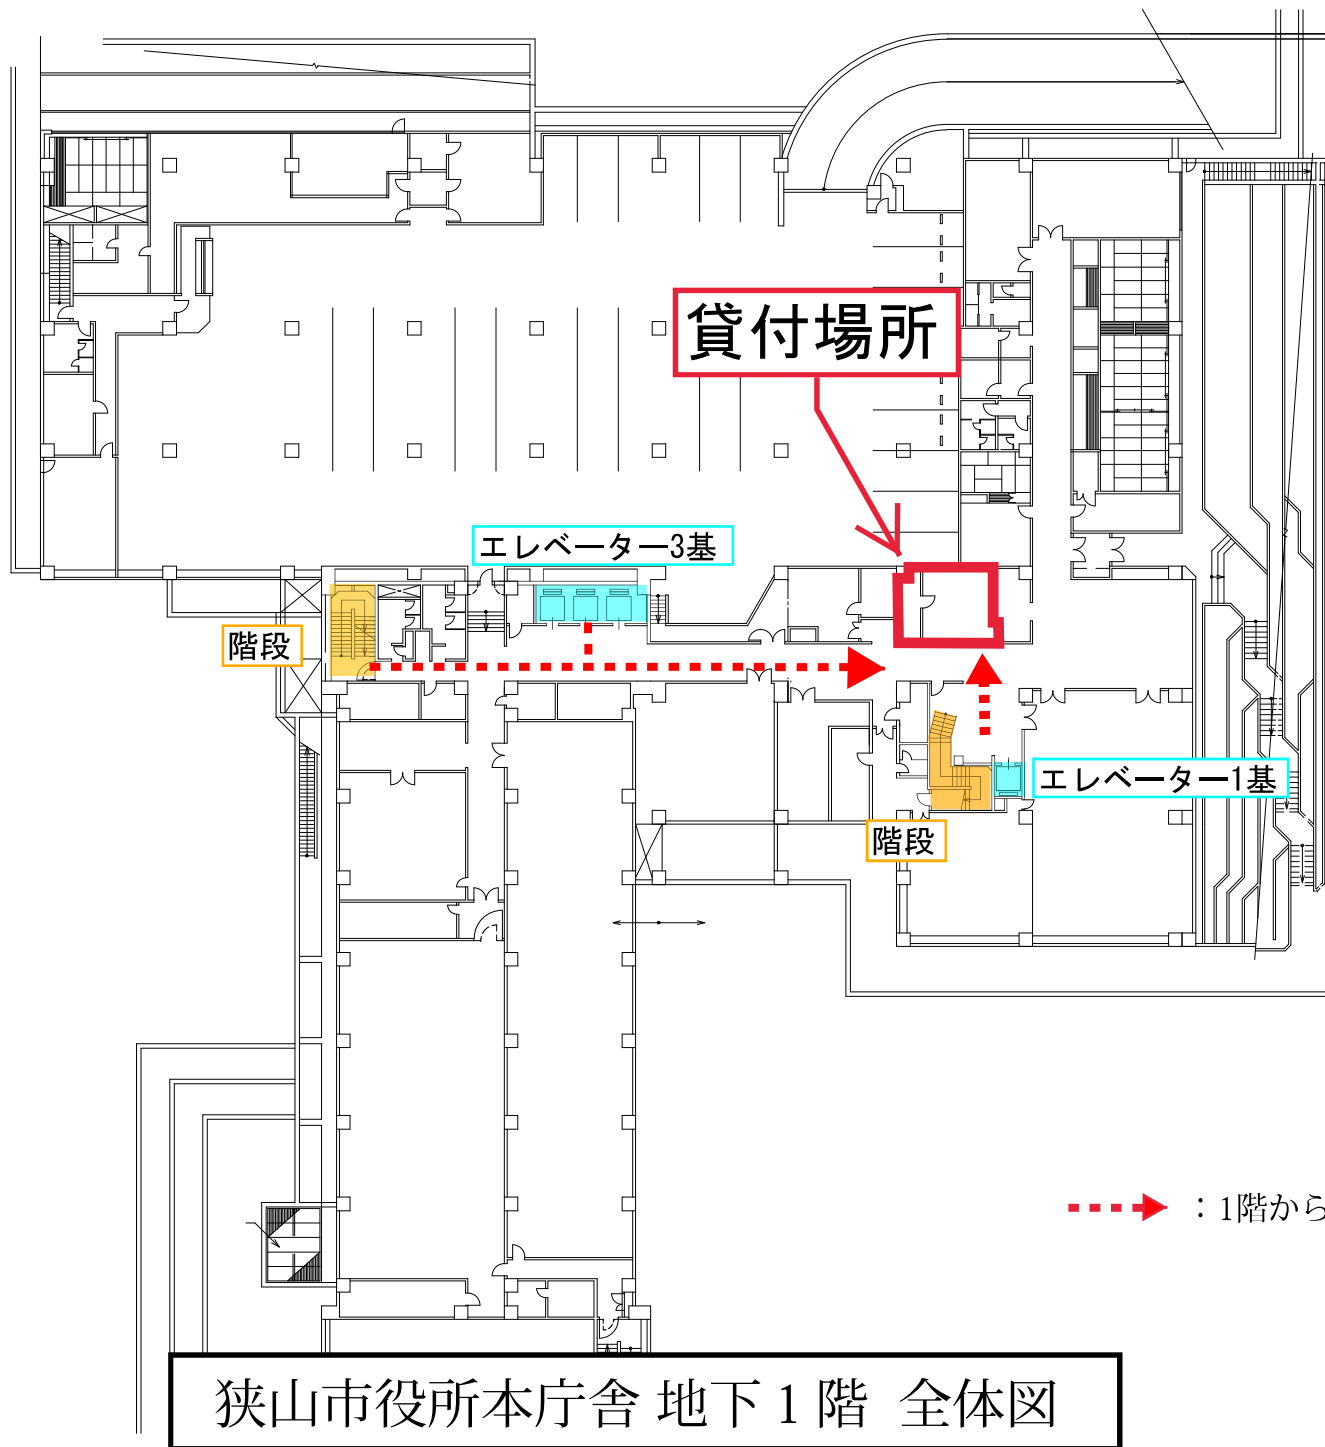 貸付場所
エレベーター3基
階段
エレベーター1基
階段
：1階から
狭山市役所本庁舎 地下１階 全体図